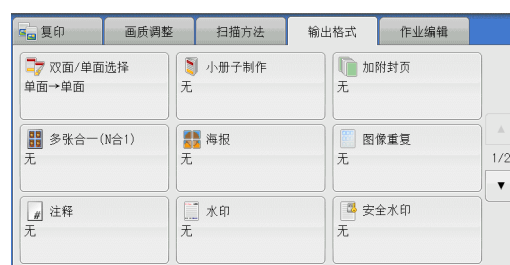 复印 画质调整 扫描方法 输出格式 作业编辑
双面/单面选择 小册子制作 加附封页
单面→单面 无 无
多张合一(N合1) 海报 图像重复
无 无 无
1/2
注释 水印 安全水印
无 无 无